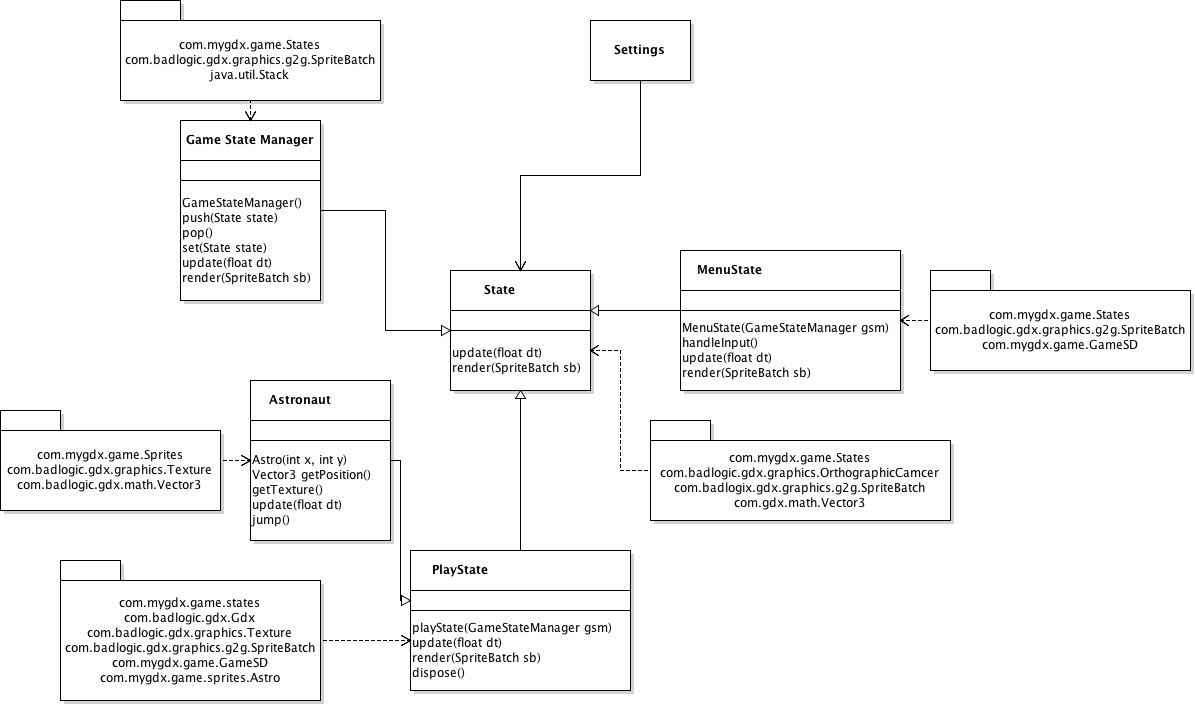 com.mygdx.game.States
com.badlogic.gdx.graphics.g2g.SpriteBatch
java.util.Stack
Settings
Game State Manager
GameStateManager()
push(State state)
pop()
set(State state)
update(float dt)
render(SpriteBatch sb)
State
update(float dt)
render(SpriteBatch sb)
MenuState
MenuState(GameStateManager gsm)
handleInput()
update(float dt)
render(SpriteBatch sb)
com.mygdx.game.States
com.badlogic.gdx.graphics.g2g.SpriteBatch
com.mygdx.game.GameSD
Astronaut
Astro(int x, int y)
Vector3 getPosition()
getTexture()
update(float dt)
jump()
com.mygdx.game.Sprites
com.badlogic.gdx.graphics.Texture
com.badlogic.gdx.math.Vector3
com.mygdx.game.States
com.badlogic.gdx.graphics.OrthographicCamcer
com.badlogix.gdx.graphics.g2g.SpriteBatch
com.gdx.math.Vector3
PlayState
playState(GameStateManager gsm)
update(float dt)
render(SpriteBatch sb)
dispose()
com.mygdx.game.states
com.badlogic.gdx.Gdx
com.badlogic.gdx.graphics.Texture
com.badlogic.gdx.graphics.g2g.SpriteBatch
com.mygdx.game.GameSD
com.mygdx.game.sprites.Astro